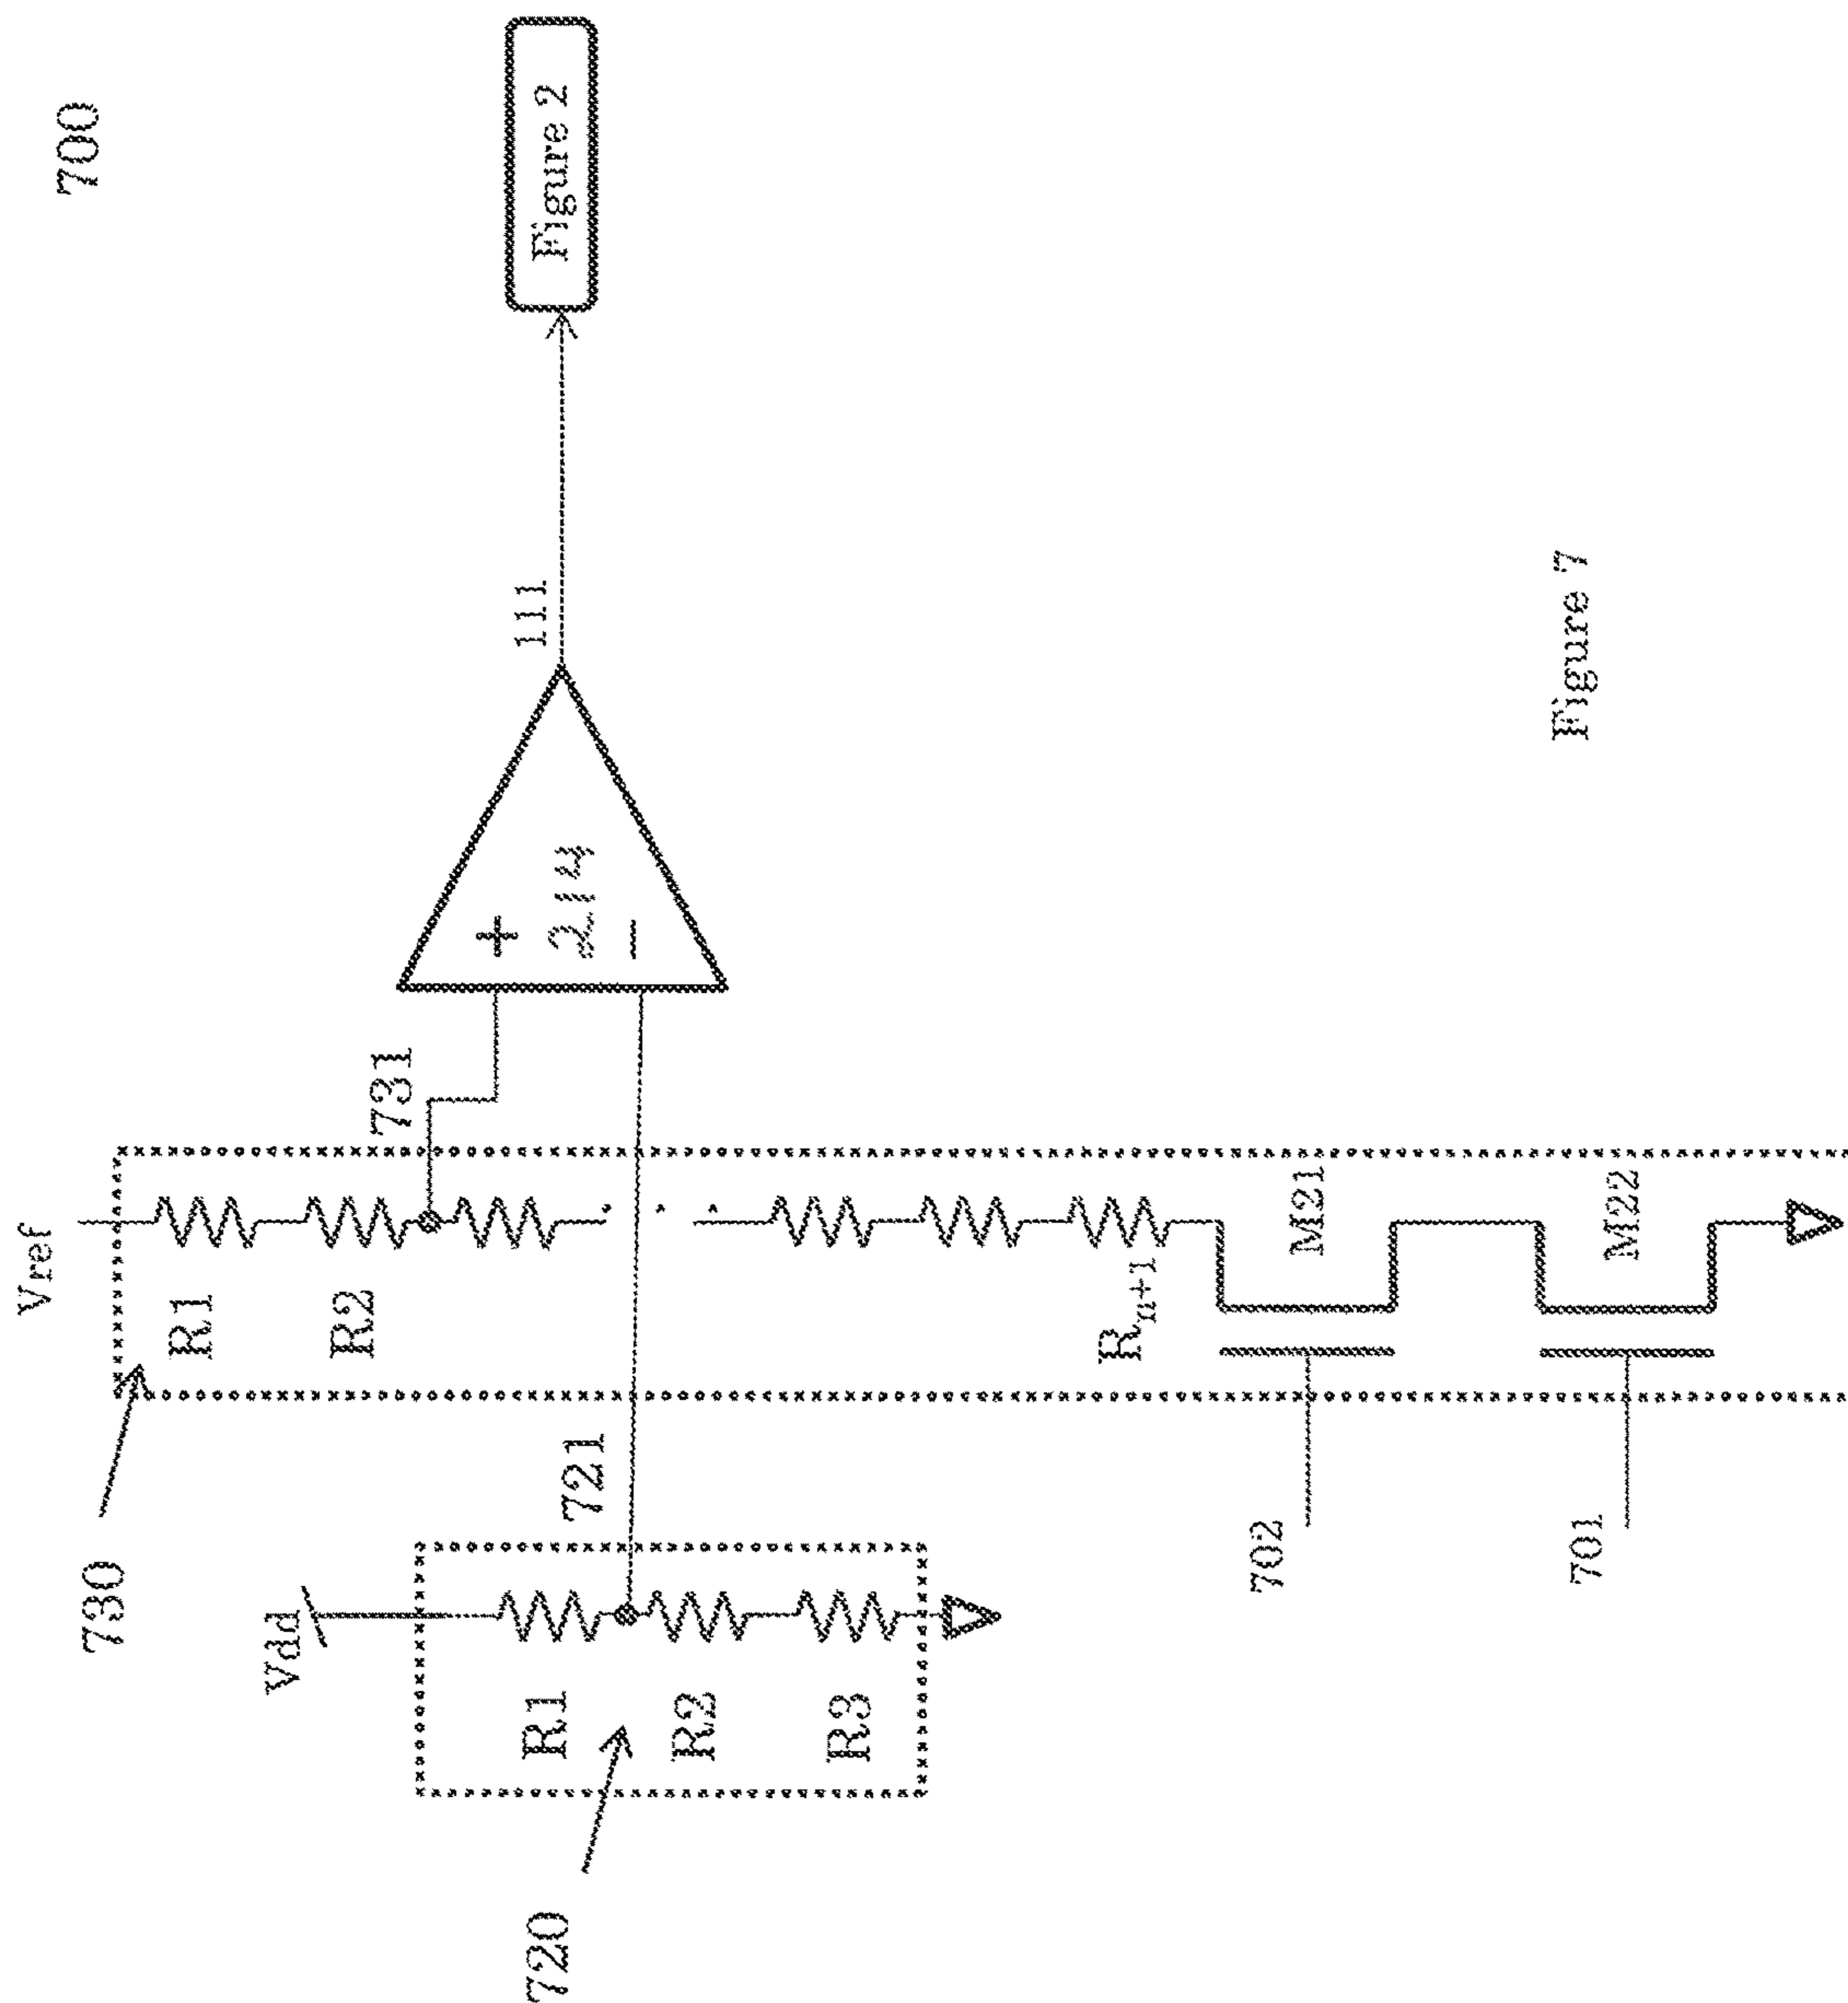 700
Vref
730
R1
R2
731
Vdd
720
R1
R2
R3
721
+
214
−
111
Figure 2
R_{n+1}
702
M21
701
M22
Figure 7